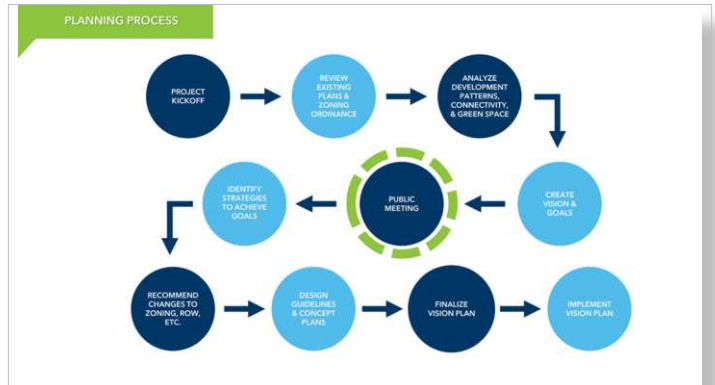 PLANNING PROCESS
PROJECT
KICKOFF
REVIEW
EXISTING
PLANS &
ZONING
ORDINANCE
ANALYZE
DEVELOPMENT
PATTERNS,
CONNECTIVITY,
& GREEN SPACE
CREATE
VISION &
GOALS
PUBLIC
MEETING
IDENTIFY
STRATEGIES
TO ACHIEVE
GOALS
RECOMMEND
CHANGES TO
ZONING, ROW,
ETC.
DESIGN
GUIDELINES
& CONCEPT
PLANS
FINALIZE
VISION PLAN
IMPLEMENT
VISION PLAN